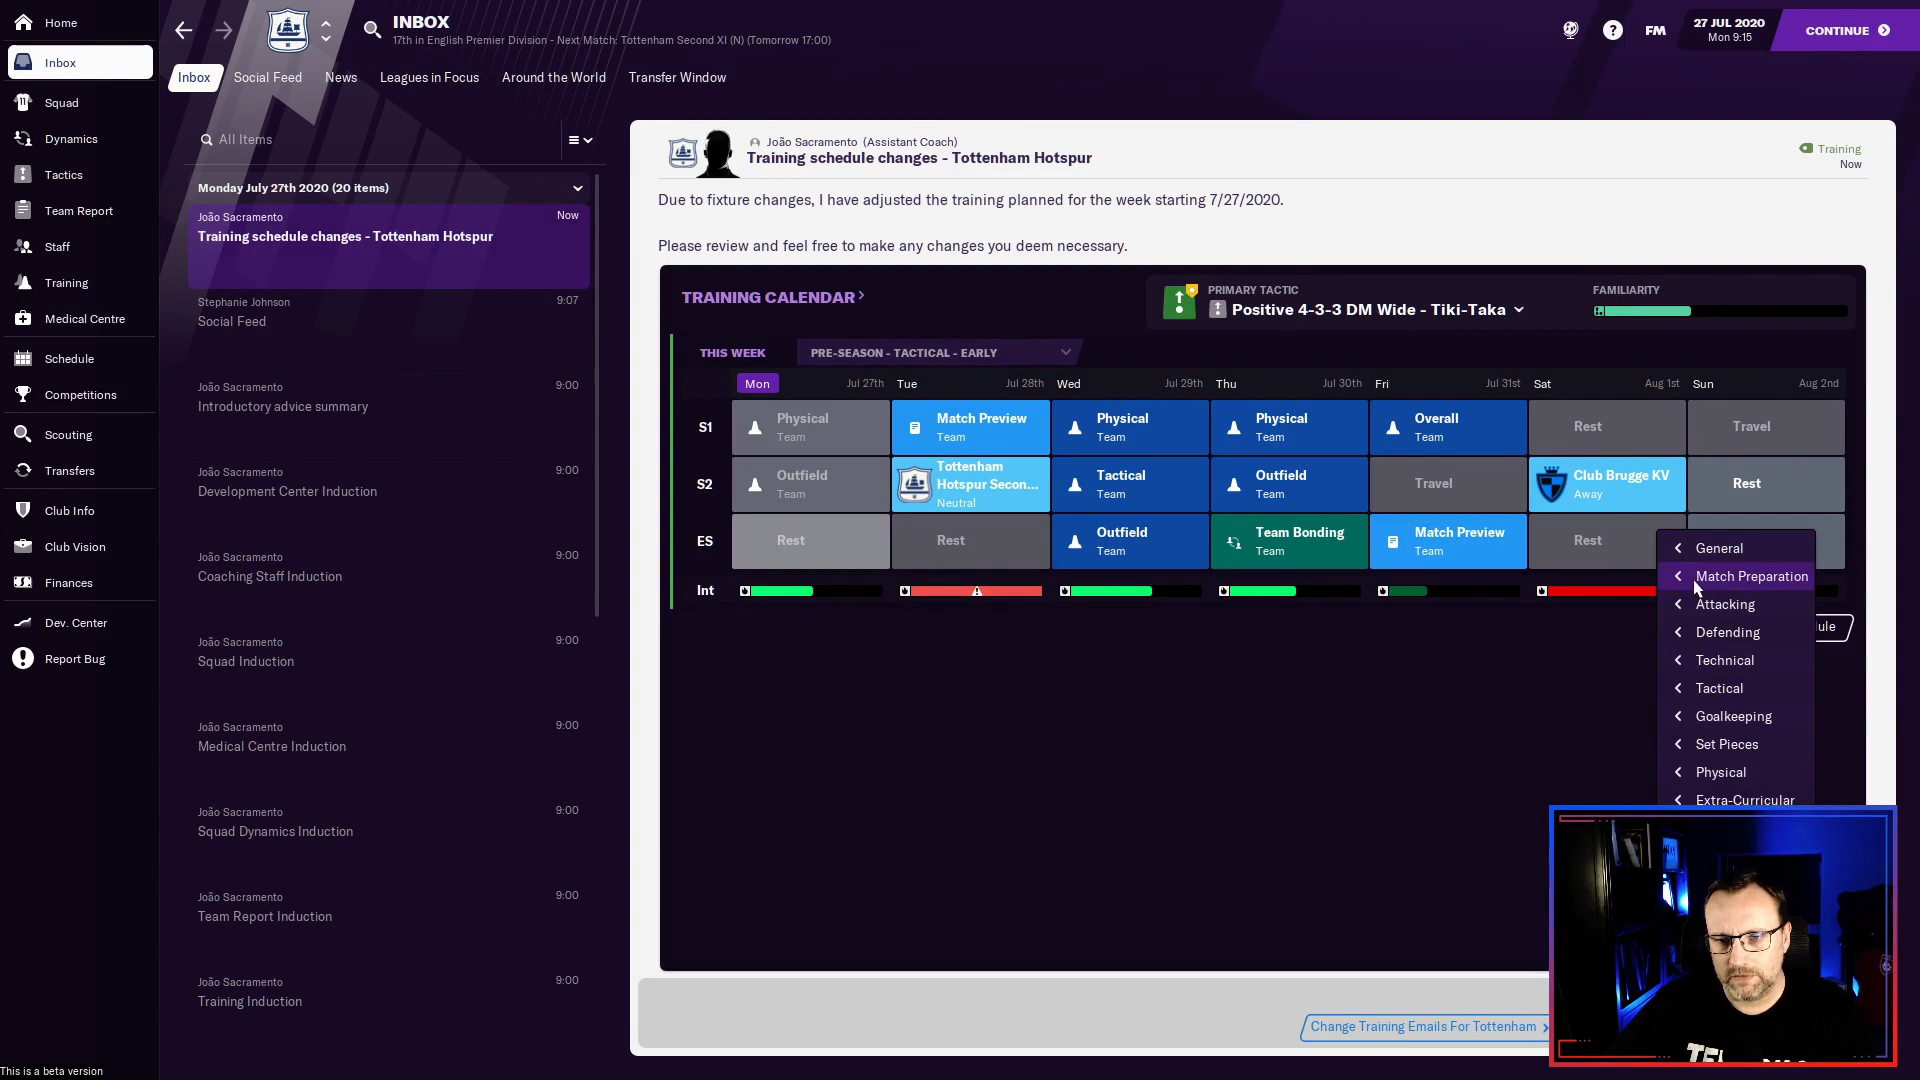 Home
Inbox
Squad
Dynamics
Tactics
Team Report
Staff
Training
Medical Centre
Schedule
Competitions
Scouting
Transfers
Club Info
Club Vision
Finances
Dev. Center
Report Bug
This is a beta version
INBOX
17th in English Premier Division - Next Match: Tottenham Second XI (N) (Tomorrow 17:00)
FM
27 JUL 2020
Mon 9:15
CONTINUE
Inbox Social Feed News Leagues in Focus Around the World Transfer Window
All Items
Monday July 27th 2020 (20 items)
João Sacramento Now
Training schedule changes - Tottenham Hotspur
Stephanie Johnson 9:07
Social Feed
João Sacramento 9:00
Introductory advice summary
João Sacramento 9:00
Development Center Induction
João Sacramento 9:00
Coaching Staff Induction
João Sacramento 9:00
Squad Induction
João Sacramento 9:00
Medical Centre Induction
João Sacramento 9:00
Squad Dynamics Induction
João Sacramento 9:00
Team Report Induction
João Sacramento 9:00
Training Induction
João Sacramento (Assistant Coach)
Training schedule changes - Tottenham Hotspur
Training
Now
Due to fixture changes, I have adjusted the training planned for the week starting 7/27/2020.
Please review and feel free to make any changes you deem necessary.
TRAINING CALENDAR
PRIMARY TACTIC
Positive 4-3-3 DM Wide - Tiki-Taka
FAMILIARITY
THIS WEEK PRE-SEASON - TACTICAL - EARLY
Mon Jul 27th Tue Jul 28th Wed Jul 29th Thu Jul 30th Fri Jul 31st Sat Aug 1st Sun Aug 2nd
S1
Physical
Team
Match Preview
Team
Physical
Team
Physical
Team
Overall
Team
Rest
Travel
S2
Outfield
Team
Tottenham
Hotspur Secon...
Neutral
Tactical
Team
Outfield
Team
Travel
Club Brugge KV
Away
Rest
ES
Rest
Rest
Outfield
Team
Team Bonding
Team
Match Preview
Team
Rest
Int
General
Match Preparation
Attacking
Defending
Technical
Tactical
Goalkeeping
Set Pieces
Physical
Extra-Curricular
Change Training Emails For Tottenham